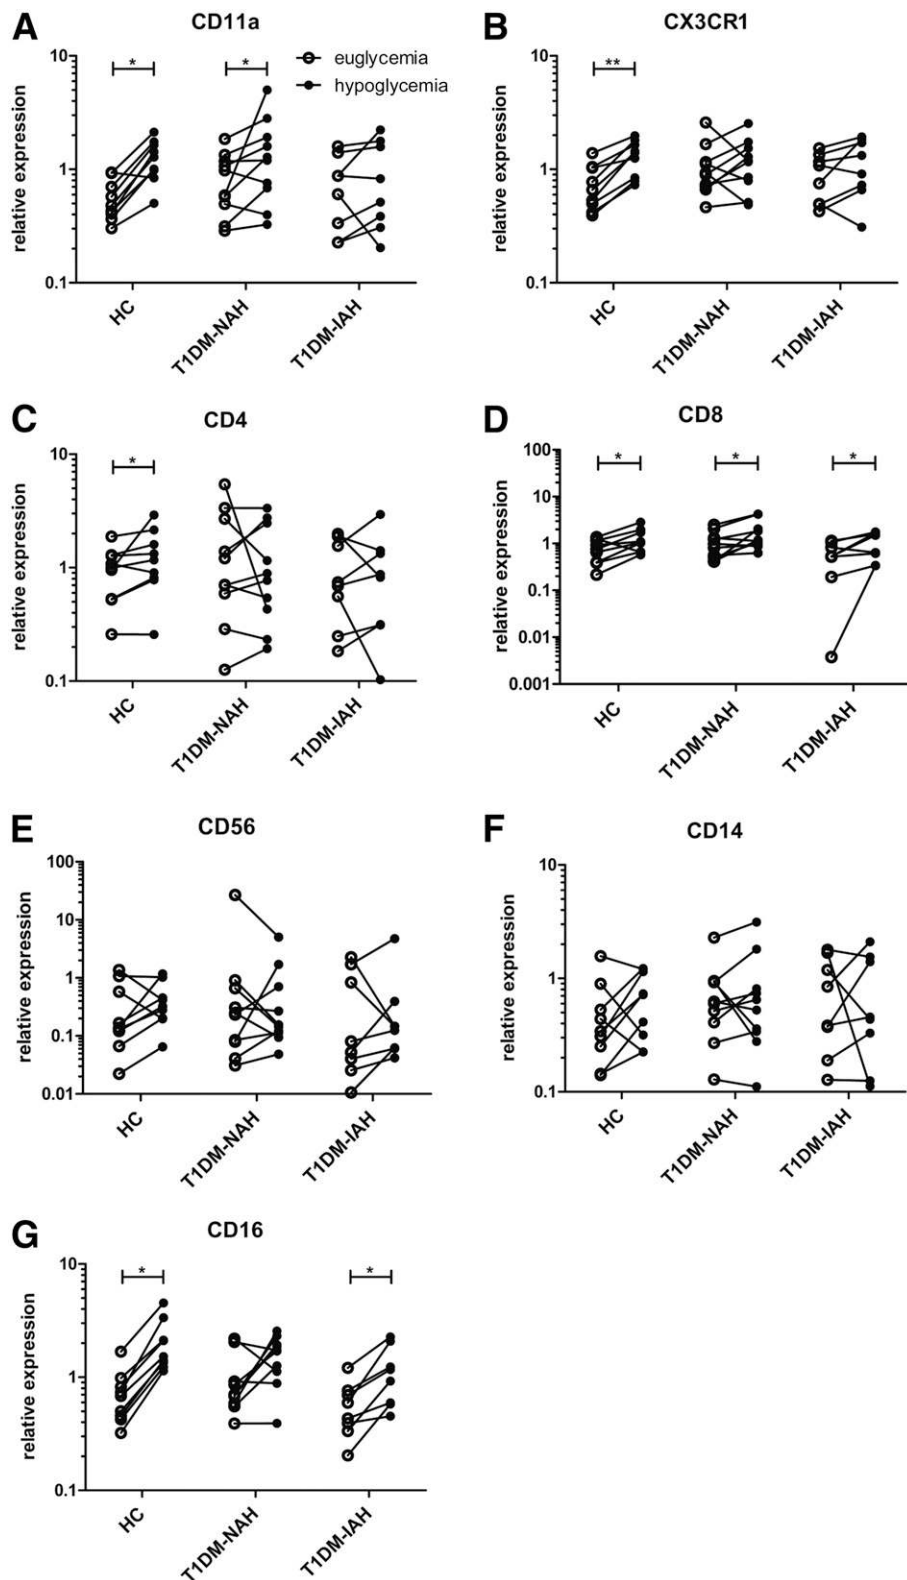 A
CD11a
10
1
0.1
relative expression
*
*
euglycemia
hypoglycemia
HC
T1DM-NAH
T1DM-IAH
B
CX3CR1
10
1
0.1
relative expression
**
HC
T1DM-NAH
T1DM-IAH
C
CD4
10
1
0.1
relative expression
*
HC
T1DM-NAH
T1DM-IAH
D
CD8
100
10
1
0.1
0.01
0.001
relative expression
*
*
*
HC
T1DM-NAH
T1DM-IAH
E
CD56
100
10
1
0.1
0.01
relative expression
HC
T1DM-NAH
T1DM-IAH
F
CD14
10
1
0.1
relative expression
HC
T1DM-NAH
T1DM-IAH
G
CD16
10
1
0.1
relative expression
*
*
HC
T1DM-NAH
T1DM-IAH